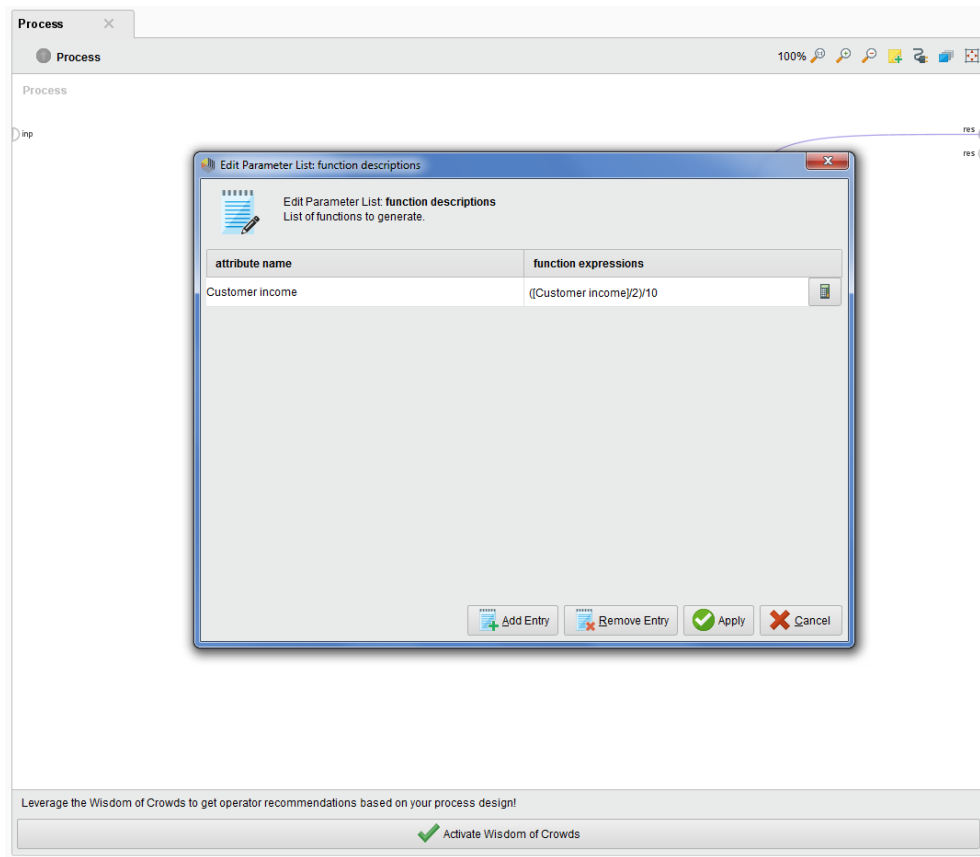 Process
Process
100%
Process
inp
res
res
Edit Parameter List: function descriptions
Edit Parameter List: function descriptions
List of functions to generate.
attribute name function expressions
Customer income ([Customer income]/2)/10
Add Entry Remove Entry Apply Cancel
Leverage the Wisdom of Crowds to get operator recommendations based on your process design!
Activate Wisdom of Crowds